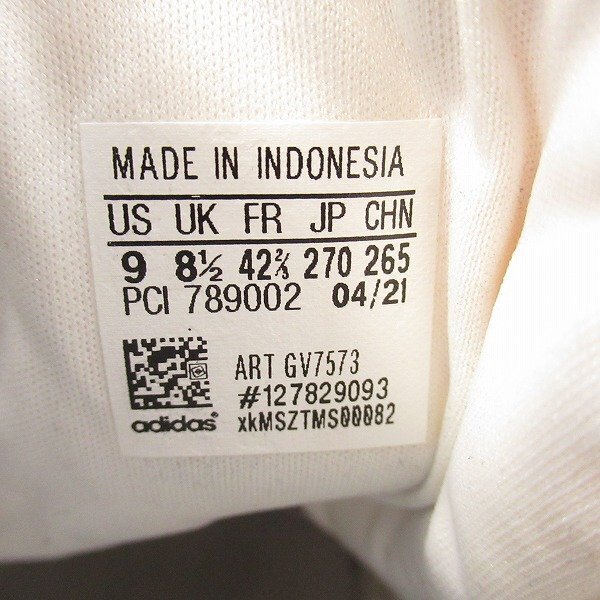 MADE IN INDONESIA
US UK FR JP CHN
9 8½ 42⅔ 270 265
PCI 789002 04/21
ART GV7573
#127829093
adidas xkMSZTMS00082